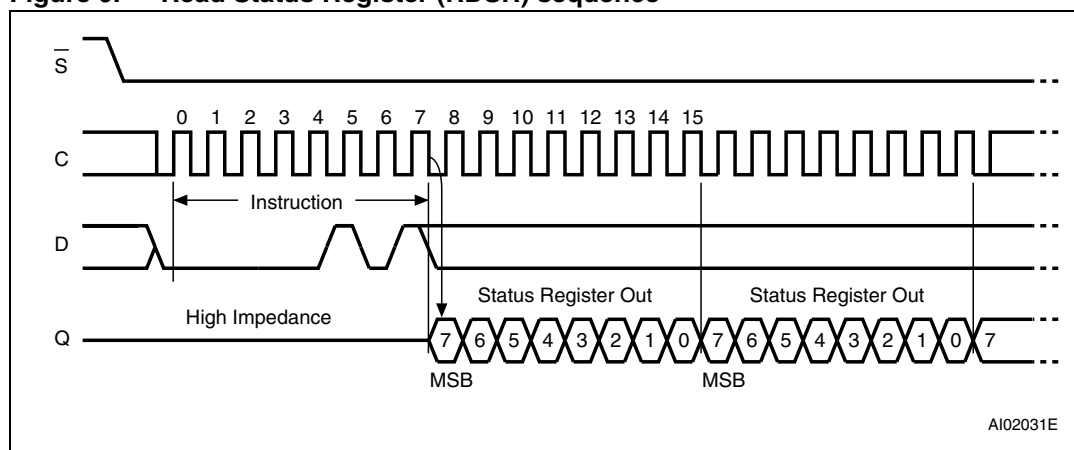 Figure 9. Read Status Register (RDSR) sequence
S
0 1 2 3 4 5 6 7 8 9 10 11 12 13 14 15
C
Instruction
D
Status Register Out Status Register Out
High Impedance
Q
7 6 5 4 3 2 1 0 7 6 5 4 3 2 1 0 7
MSB MSB
AI02031E